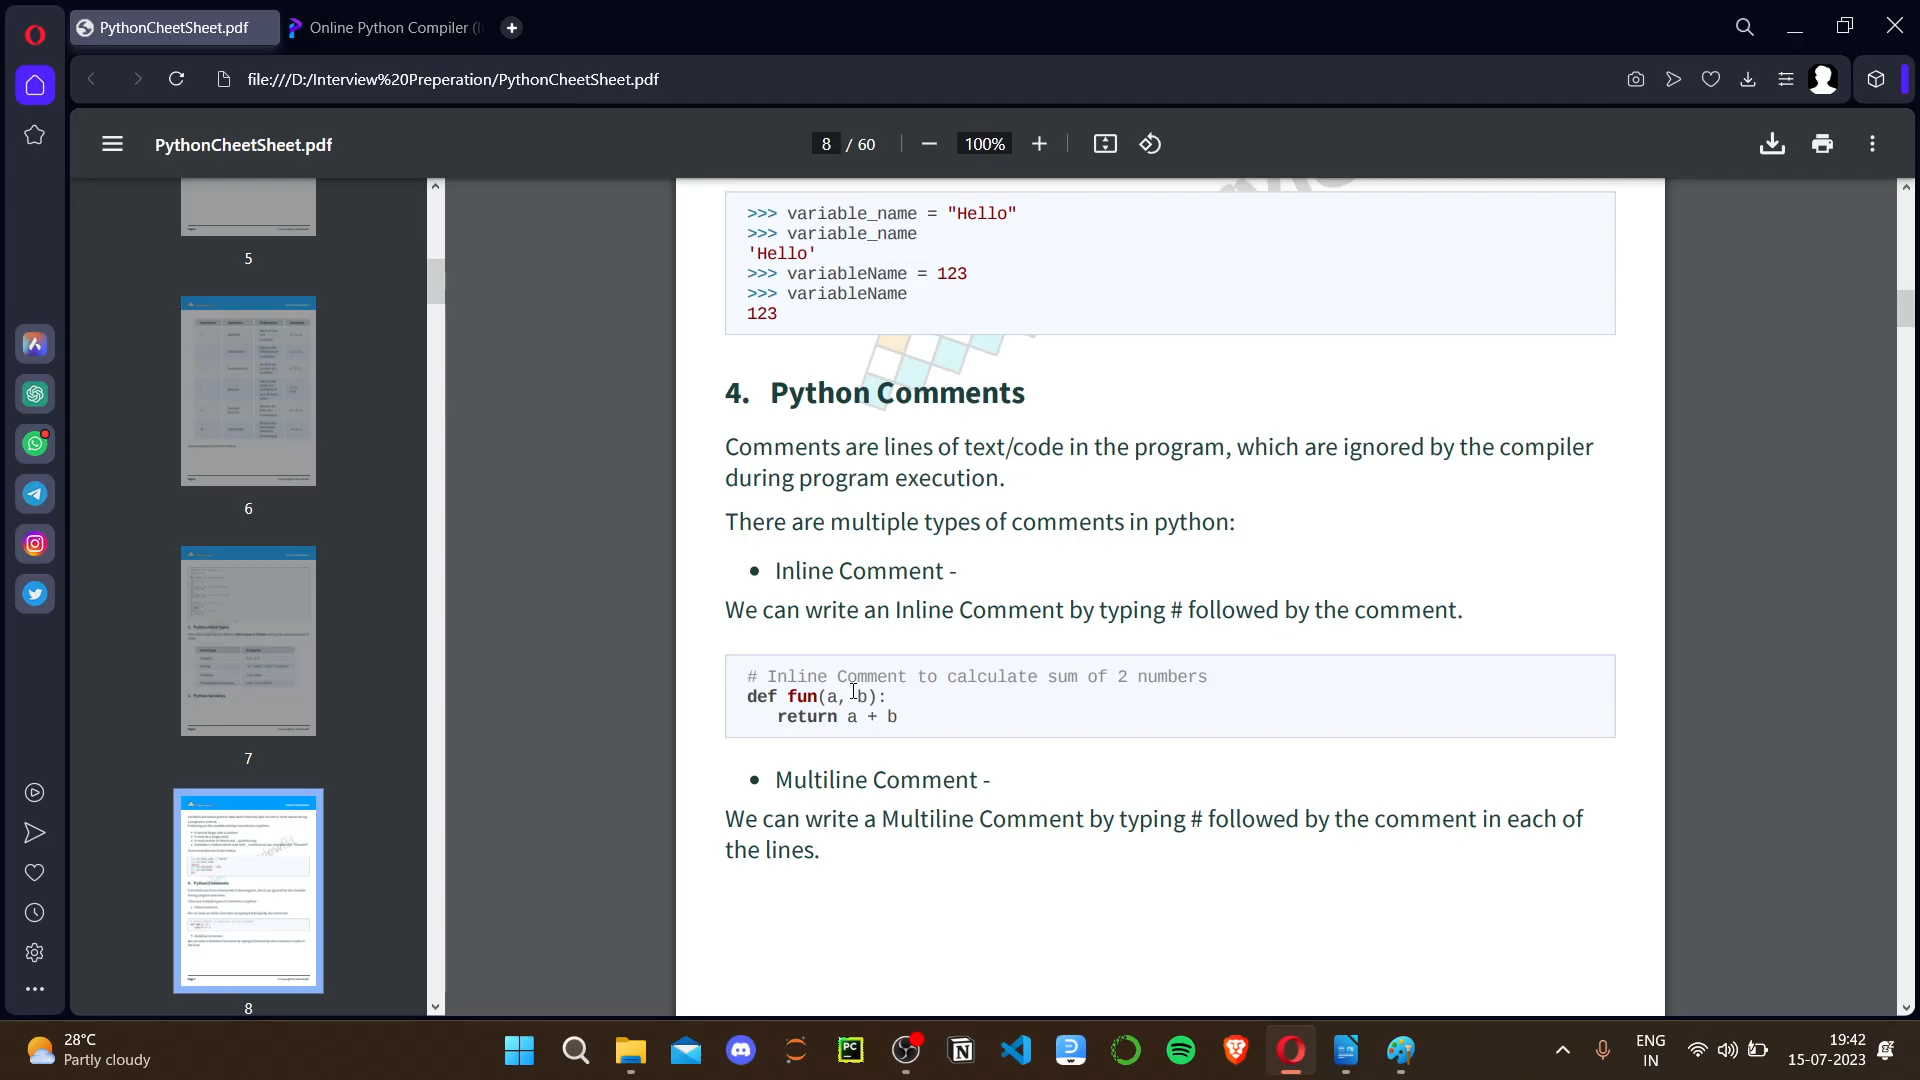 PythonCheetSheet.pdf
Online Python Compiler (I
file:///D:/Interview%20Preperation/PythonCheetSheet.pdf
PythonCheetSheet.pdf
8 / 60
100%
5
6
7
8
>>> variable_name = "Hello"
>>> variable_name
'Hello'
>>> variableName = 123
>>> variableName
123
4. Python Comments
Comments are lines of text/code in the program, which are ignored by the compiler
during program execution.
There are multiple types of comments in python:
• Inline Comment -
We can write an Inline Comment by typing # followed by the comment.
# Inline Comment to calculate sum of 2 numbers
def fun(a, b):
return a + b
• Multiline Comment -
We can write a Multiline Comment by typing # followed by the comment in each of
the lines.
28°C
Partly cloudy
PC
ENG
IN
19:42
15-07-2023